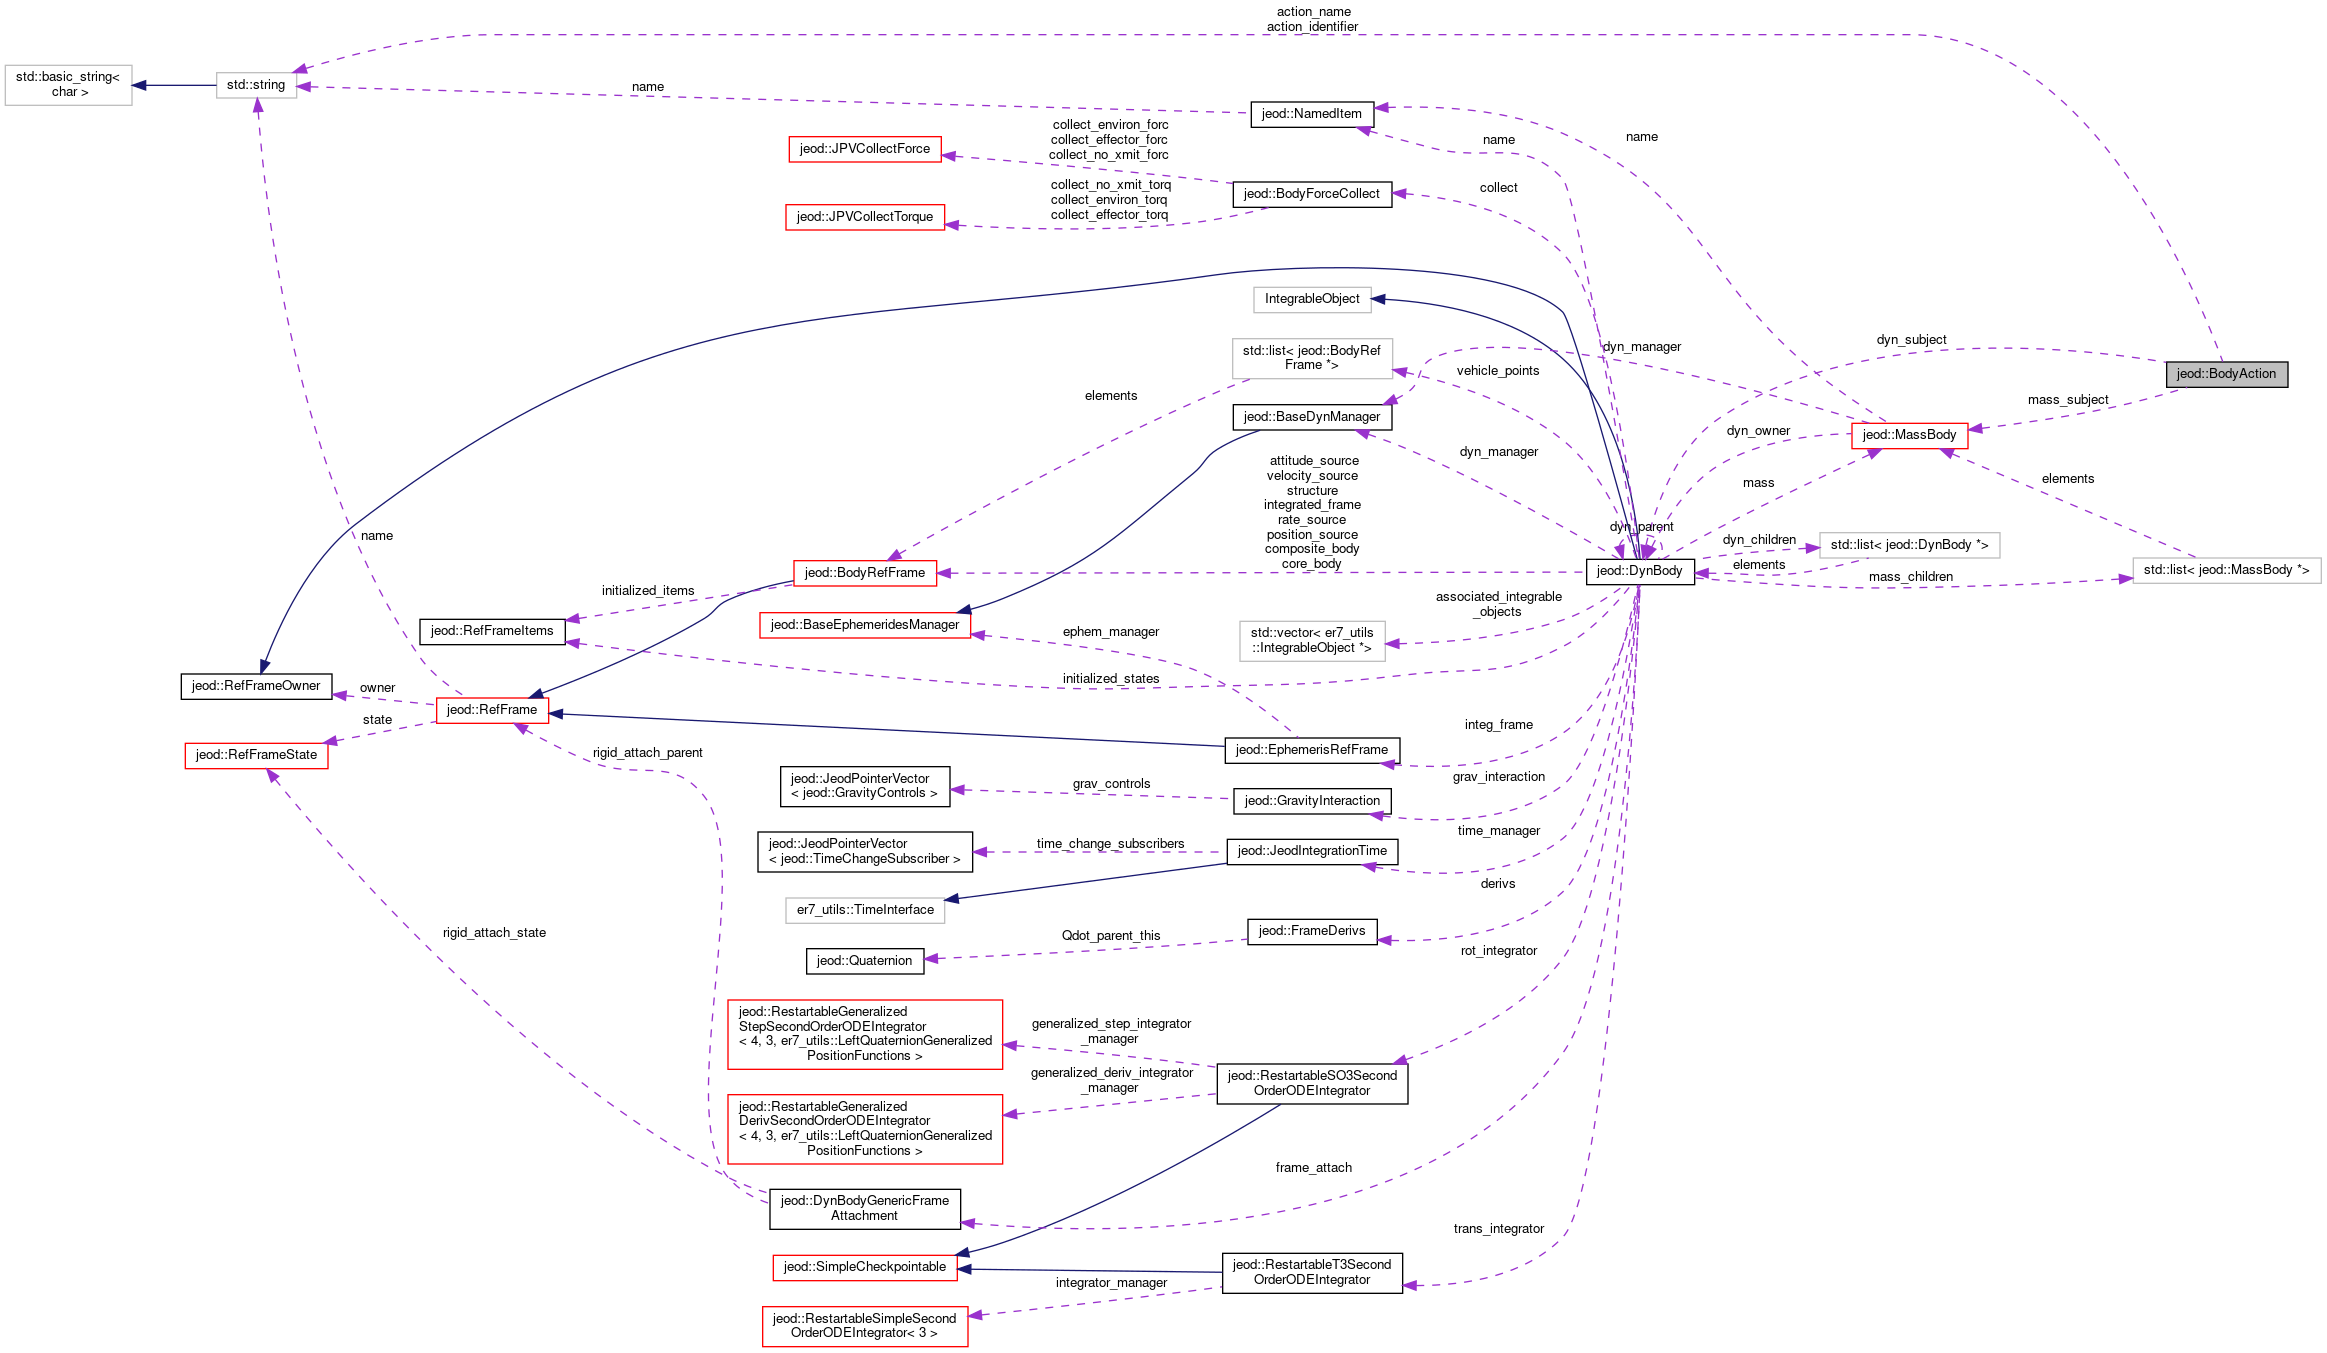 action_name
action_identifier
std::basic_string<
char >
std::string
name
jeod::NamedItem
name
name
collect_environ_forc
collect_effector_forc
collect_no_xmit_forc
jeod::JPVCollectForce
collect_no_xmit_torq
collect_environ_torq
collect_effector_torq
jeod::JPVCollectTorque
jeod::BodyForceCollect
collect
IntegrableObject
std::list< jeod::BodyRef
Frame *>
dyn_manager
vehicle_points
dyn_subject
jeod::BodyAction
mass_subject
elements
jeod::BaseDynManager
dyn_owner
jeod::MassBody
dyn_manager
attitude_source
velocity_source
structure
integrated_frame
rate_source
position_source
composite_body
core_body
mass
elements
name
dyn_parent
dyn_children
std::list< jeod::DynBody *>
elements
jeod::BodyRefFrame
jeod::DynBody
mass_children
std::list< jeod::MassBody *>
initialized_items
associated_integrable
_objects
jeod::RefFrameItems
jeod::BaseEphemeridesManager
ephem_manager
std::vector< er7_utils
::IntegrableObject *>
jeod::RefFrameOwner
owner
initialized_states
jeod::RefFrame
state
integ_frame
jeod::RefFrameState
rigid_attach_parent
jeod::EphemerisRefFrame
jeod::JeodPointerVector
< jeod::GravityControls >
grav_controls
grav_interaction
jeod::GravityInteraction
time_manager
jeod::JeodPointerVector
< jeod::TimeChangeSubscriber >
time_change_subscribers
jeod::JeodIntegrationTime
derivs
er7_utils::TimeInterface
rigid_attach_state
Qdot_parent_this
jeod::FrameDerivs
jeod::Quaternion
rot_integrator
jeod::RestartableGeneralized
StepSecondOrderODEIntegrator
< 4, 3, er7_utils::LeftQuaternionGeneralized
PositionFunctions >
generalized_step_integrator
_manager
generalized_deriv_integrator
_manager
jeod::RestartableSO3Second
OrderODEIntegrator
jeod::RestartableGeneralized
DerivSecondOrderODEIntegrator
< 4, 3, er7_utils::LeftQuaternionGeneralized
PositionFunctions >
frame_attach
jeod::DynBodyGenericFrame
Attachment
trans_integrator
jeod::SimpleCheckpointable
jeod::RestartableT3Second
OrderODEIntegrator
integrator_manager
jeod::RestartableSimpleSecond
OrderODEIntegrator< 3 >